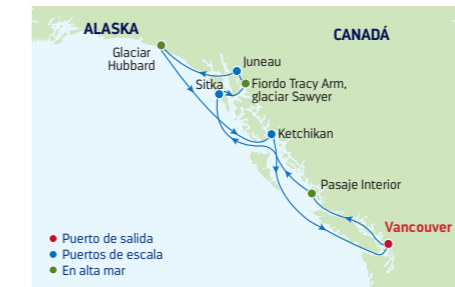 ALASKA
CANADÁ
Glaciar
Hubbard
Juneau
Sitka
Fiordo Tracy Arm,
glaciar Sawyer
Ketchikan
Pasaje Interior
Vancouver
Puerto de salida
Puertos de escala
En alta mar